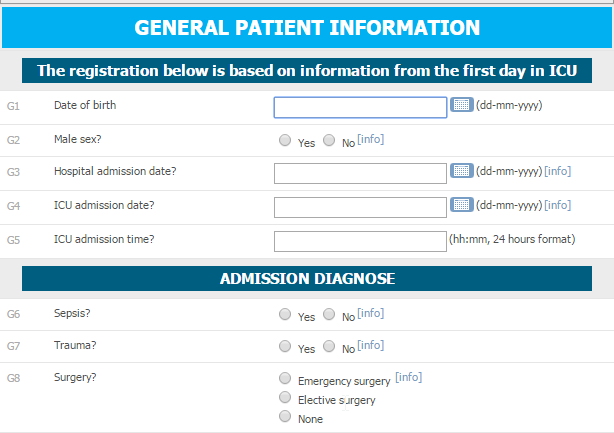 GENERAL PATIENT INFORMATION
The registration below is based on information from the first day in ICU
G1 Date of birth (dd-mm-yyyy)
G2 Male sex? Yes No [info]
G3 Hospital admission date? (dd-mm-yyyy) [info]
G4 ICU admission date? (dd-mm-yyyy) [info]
G5 ICU admission time? (hh:mm, 24 hours format)
ADMISSION DIAGNOSE
G6 Sepsis? Yes No [info]
G7 Trauma? Yes No [info]
G8 Surgery? Emergency surgery [info]
Elective surgery
None